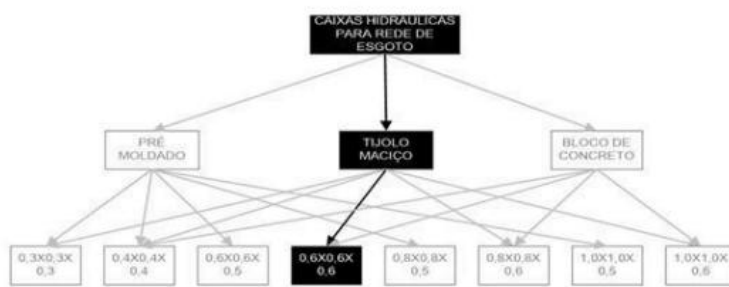 CAIXAS HIDRAULICAS
PARA REDE DE
ESGOTO
PRÉ
MOLDADO
TIJOLO
MACIÇO
BLOCO DE
CONCRETO
0,3X0,3X
0,3
0,4X0,4X
0,4
0,6X0,6X
0,5
0,6X0,6X
0,6
0,8X0,8X
0,5
0,8X0,8X
0,6
1,0X1,0X
0,5
1,0X1,0X
0,6